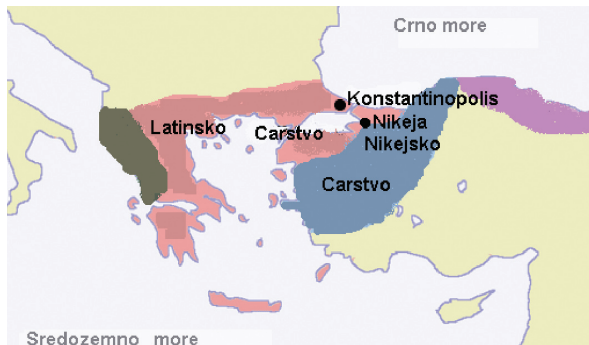 Crno more
Konstantinopolis
Latinsko Carstvo
Nikeja
Nikejsko
Carstvo
Sredozemno more